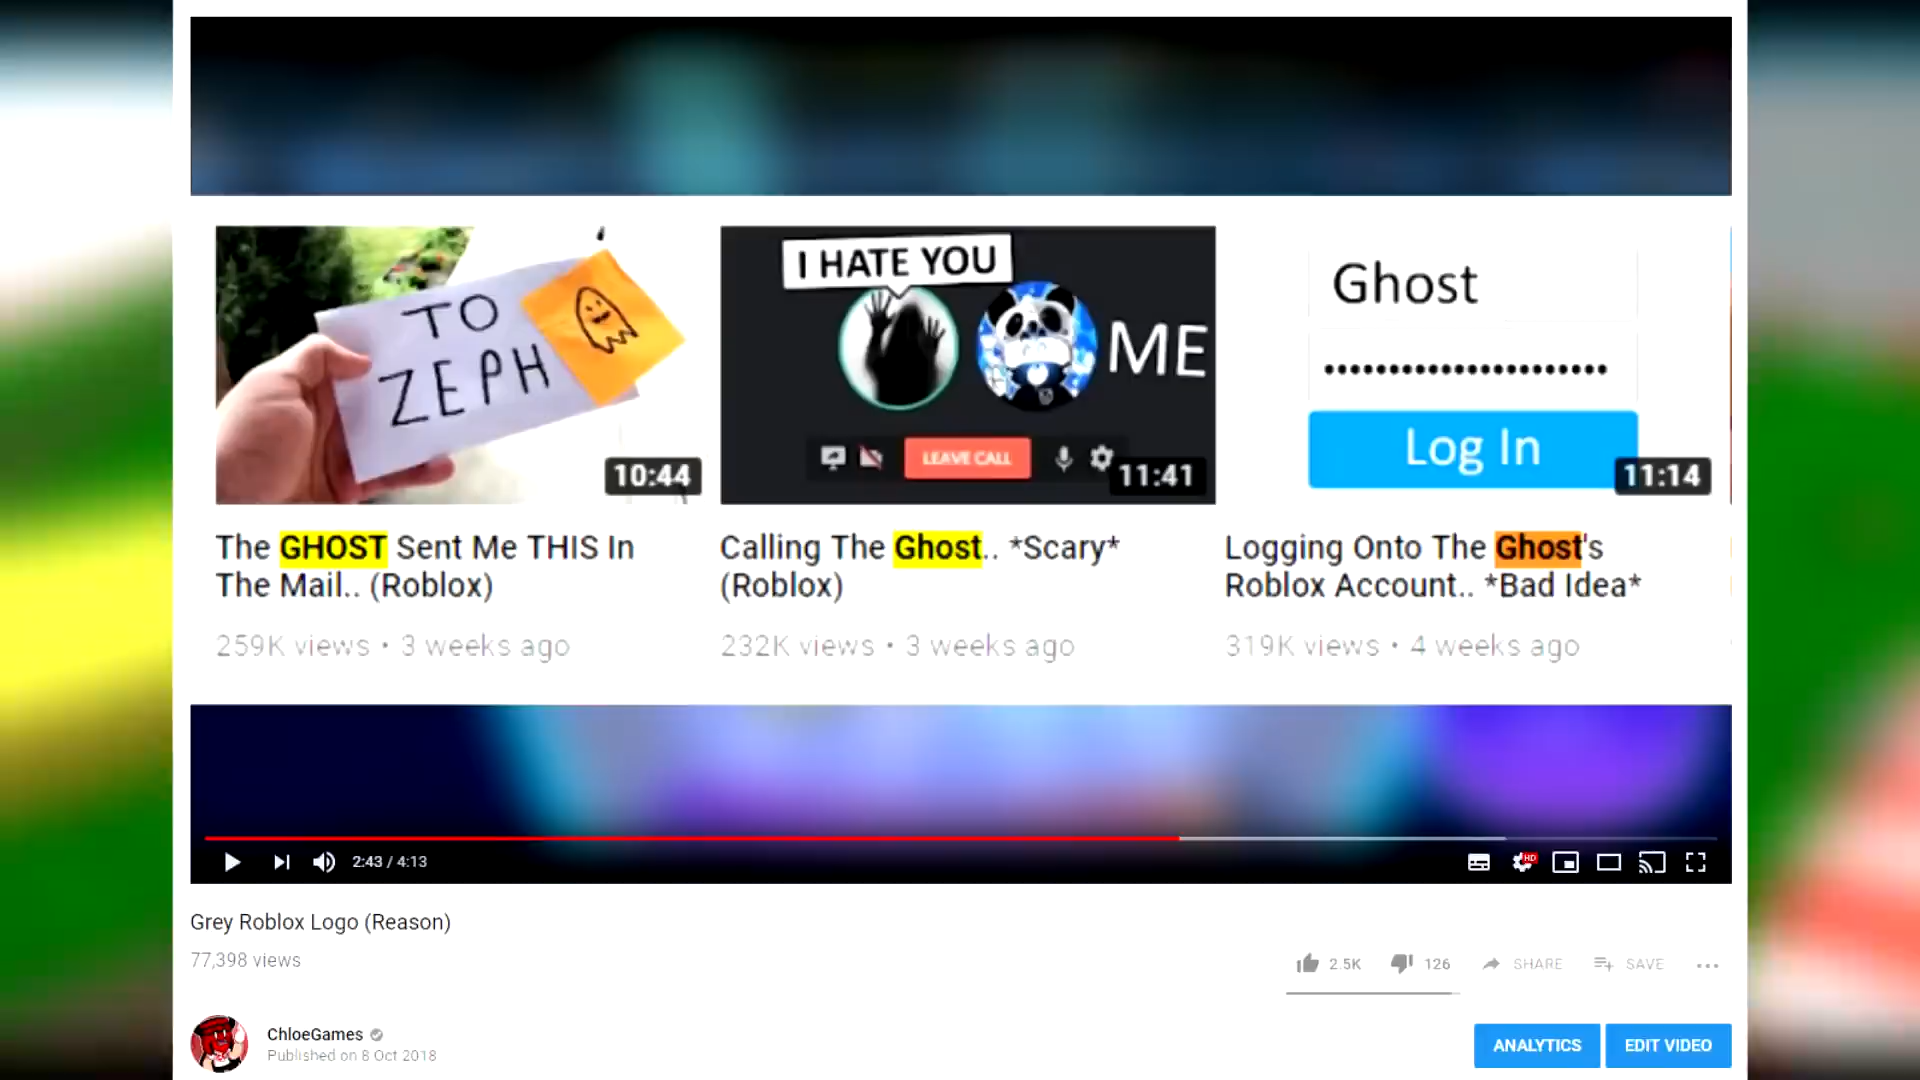 TO
ZEPH
10:44
I HATE YOU
ME
LEAVE CALL
11:41
Ghost
Log In
11:14
The GHOST Sent Me THIS In
The Mail.. (Roblox)
259K views • 3 weeks ago
Calling The Ghost.. *Scary*
(Roblox)
232K views • 3 weeks ago
Logging Onto The Ghost's
Roblox Account.. *Bad Idea*
319K views • 4 weeks ago
2:43 / 4:13
HD
Grey Roblox Logo (Reason)
77,398 views
2.5K 126 SHARE SAVE
ChloeGames
Published on 8 Oct 2018
ANALYTICS EDIT VIDEO